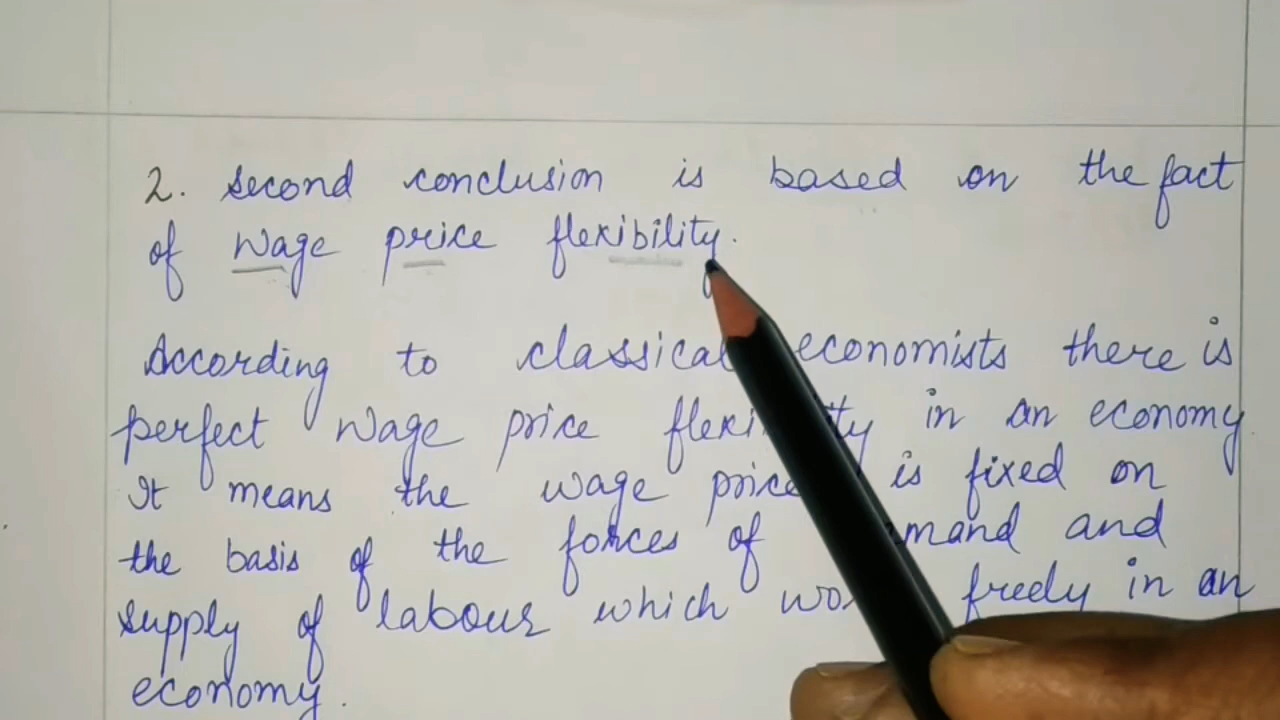 2. Second conclusion is based on the fact
of wage price flexibility.
According to classical economists there is
perfect wage price in an economy
It means the wage price is fixed on
the basis of the forces of and
supply of labour which freely in an
economy.